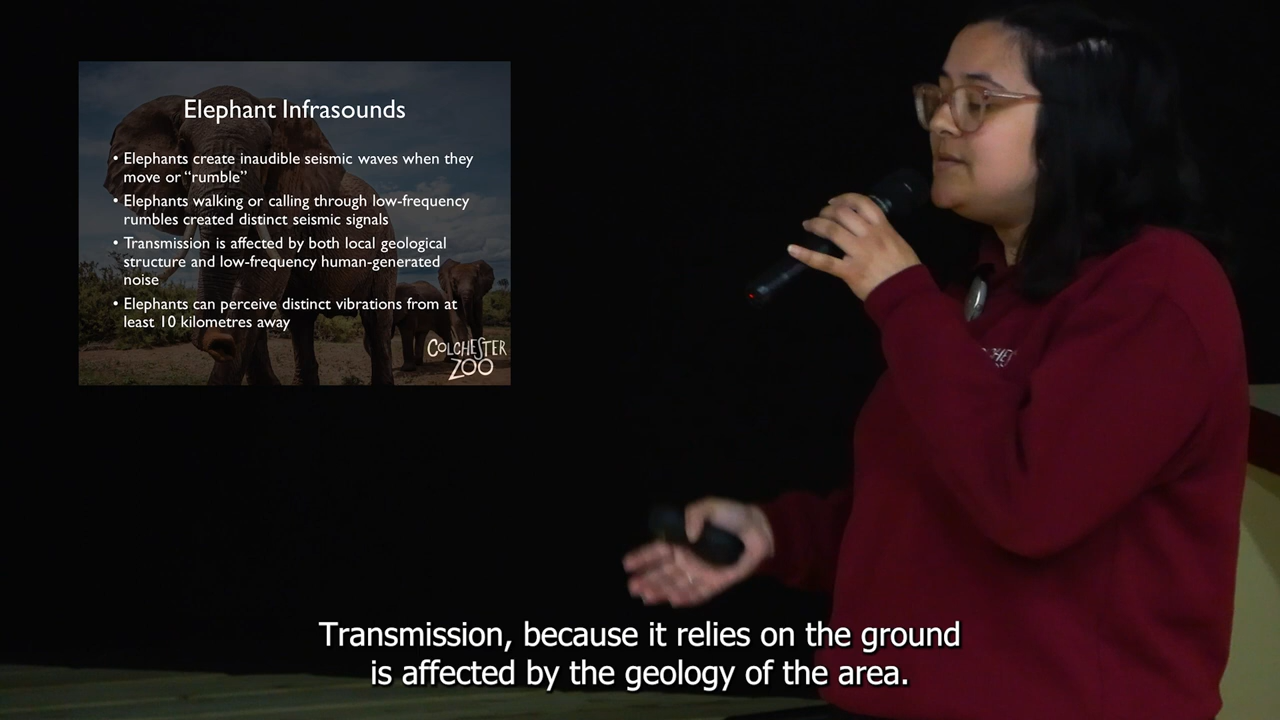 Elephant Infrasounds
• Elephants create inaudible seismic waves when they
move or “rumble”
• Elephants walking or calling through low-frequency
rumbles created distinct seismic signals
• Transmission is affected by both local geological
structure and low-frequency human-generated
noise
• Elephants can perceive distinct vibrations from at
least 10 kilometres away
COLCHESTER
ZOO
Transmission, because it relies on the ground
is affected by the geology of the area.